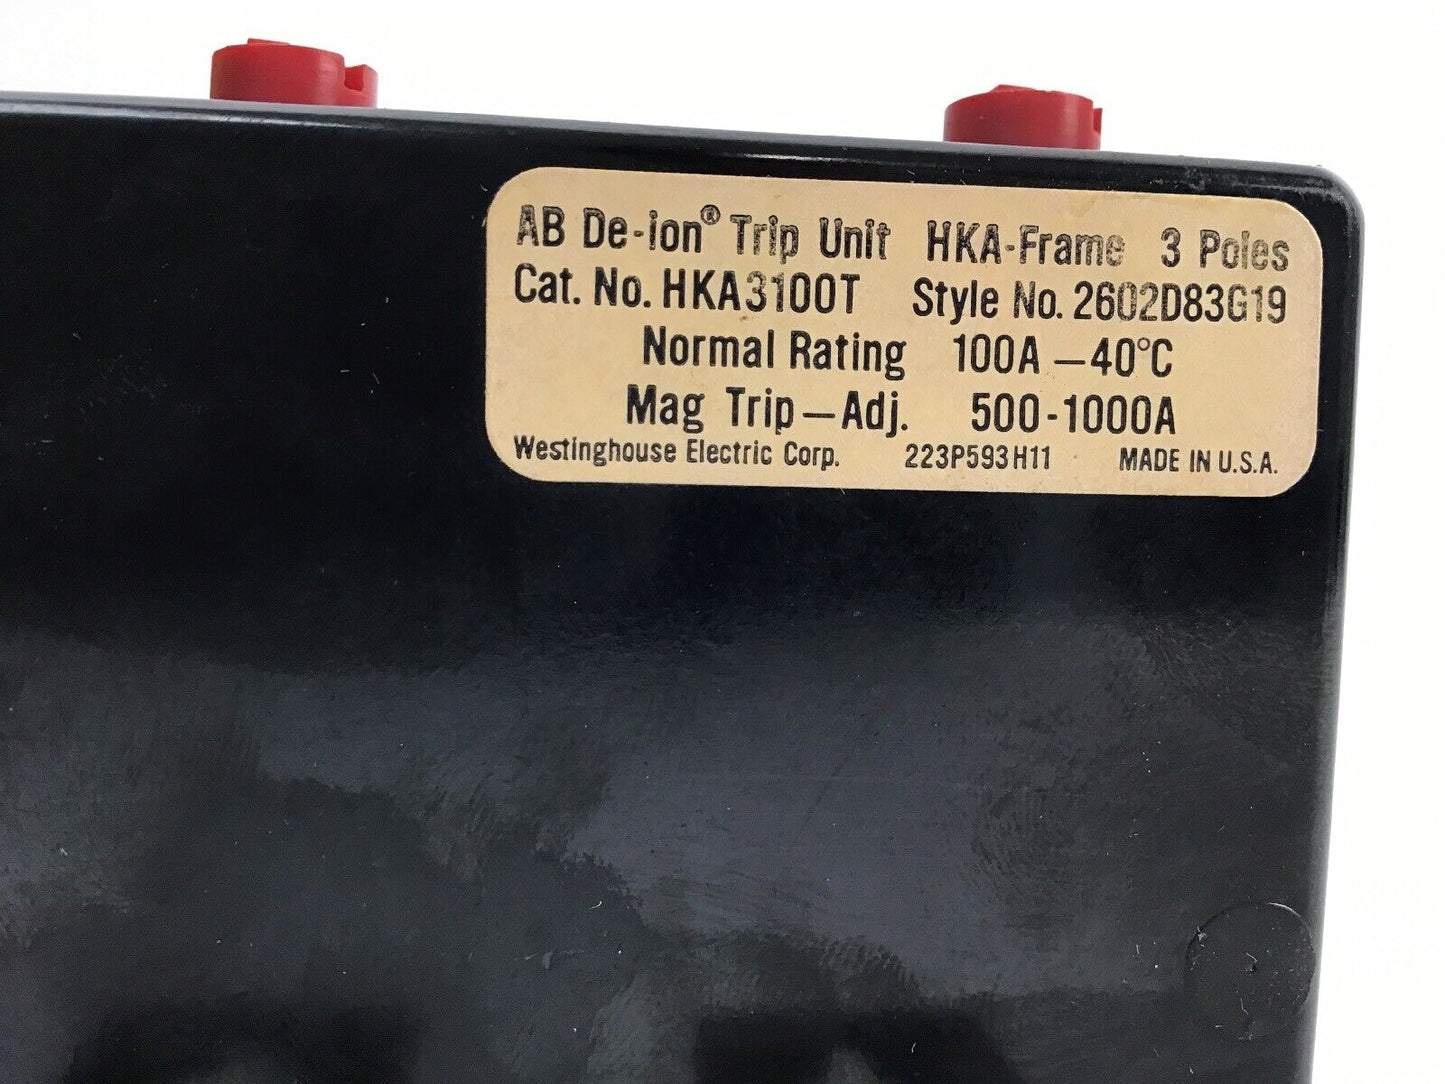 AB De-ion® Trip Unit HKA-Frame 3 Poles
Cat. No. HKA3100T Style No. 2602D83G19
Normal Rating 100A —40°C
Mag Trip—Adj. 500-1000A
Westinghouse Electric Corp. 223P593H11 MADE IN U.S.A.